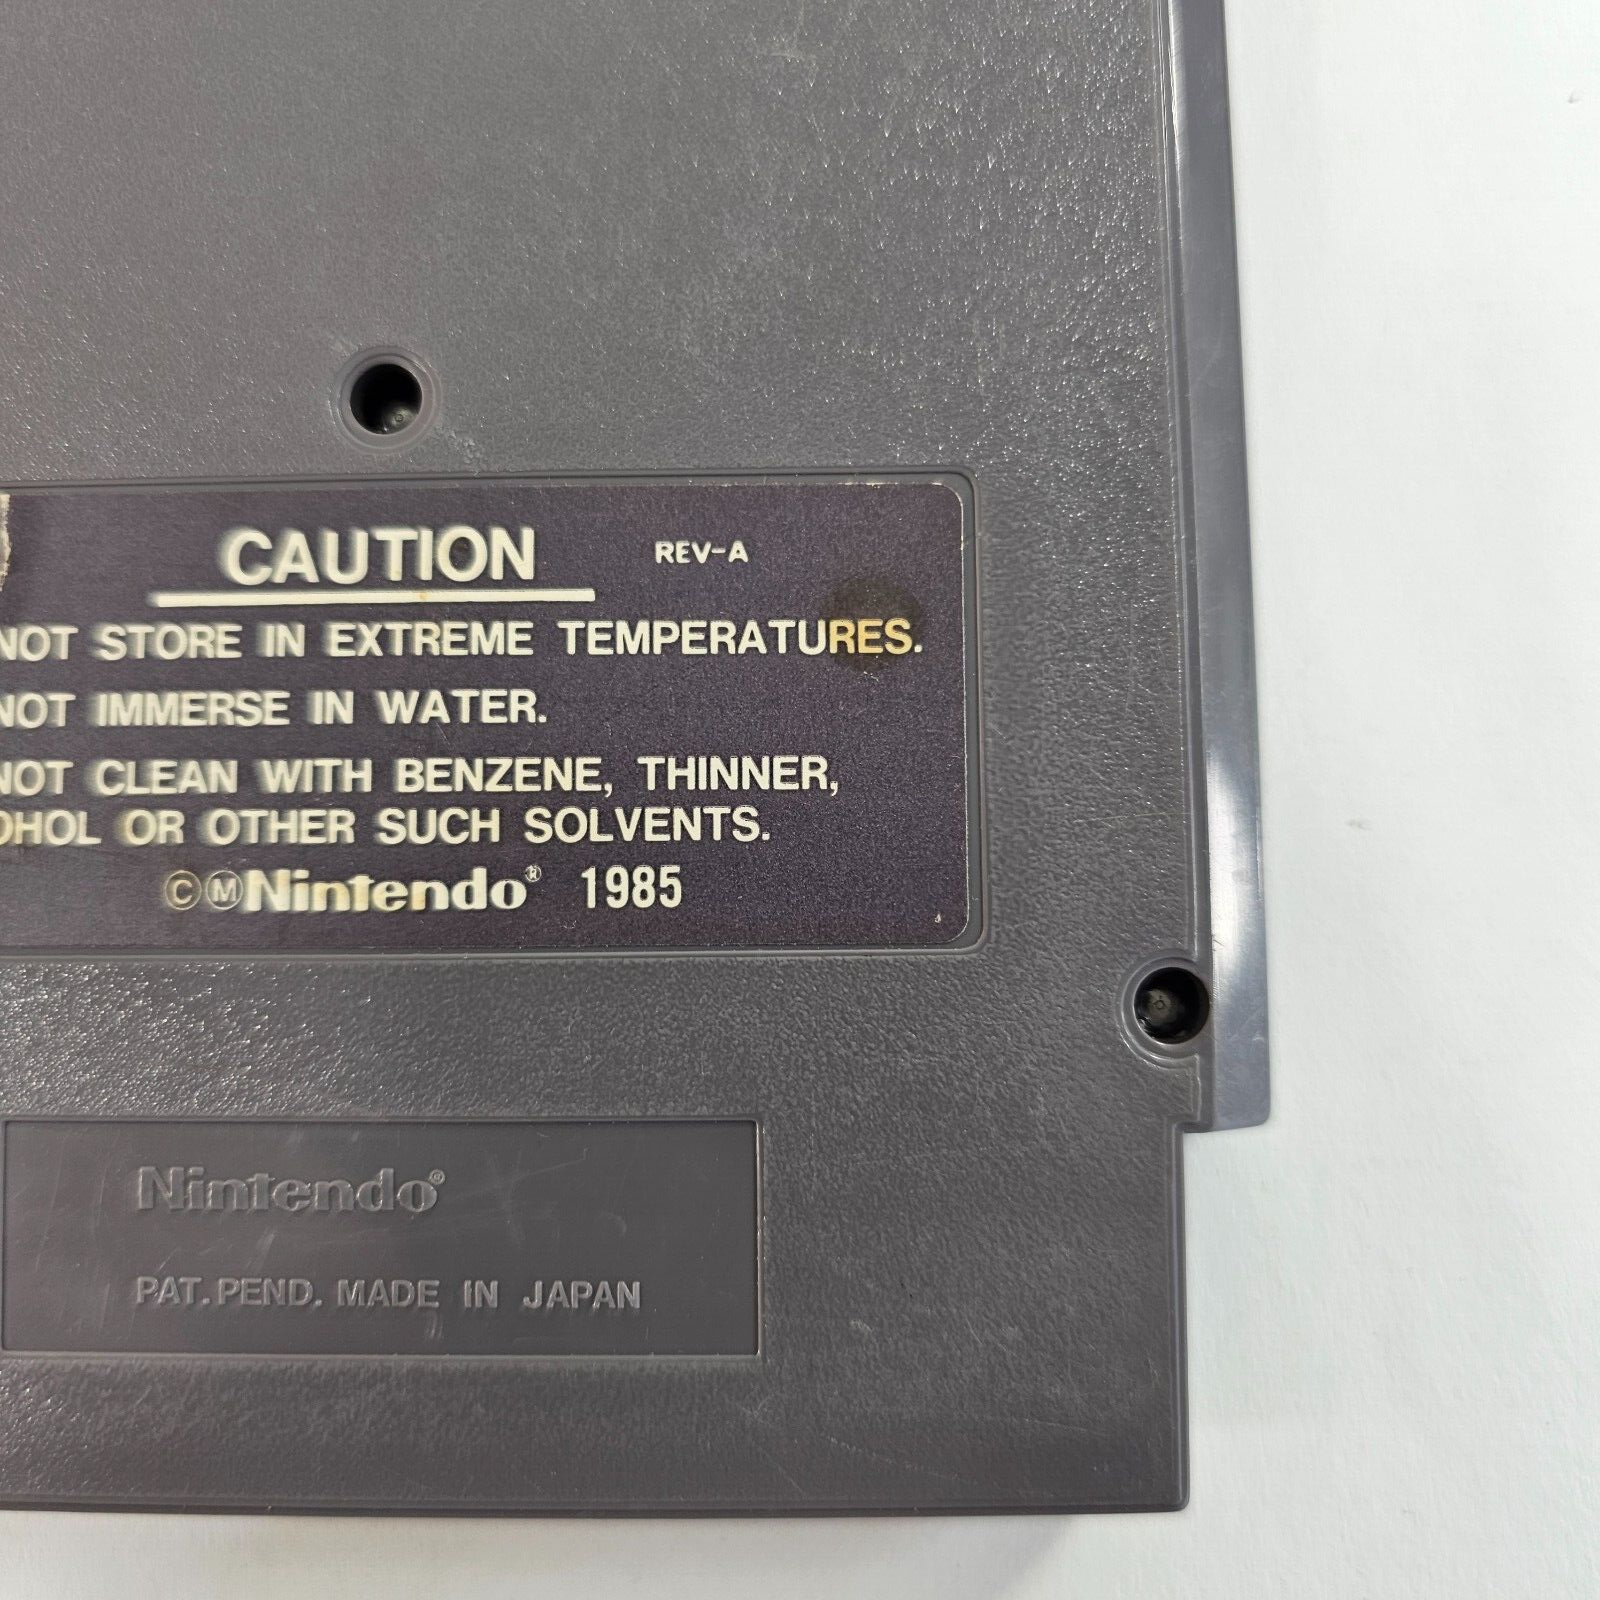 CAUTION REV-A
NOT STORE IN EXTREME TEMPERATURES.
NOT IMMERSE IN WATER.
NOT CLEAN WITH BENZENE, THINNER,
OHOL OR OTHER SUCH SOLVENTS.
©ⓂNintendo® 1985
Nintendo®
PAT. PEND. MADE IN JAPAN